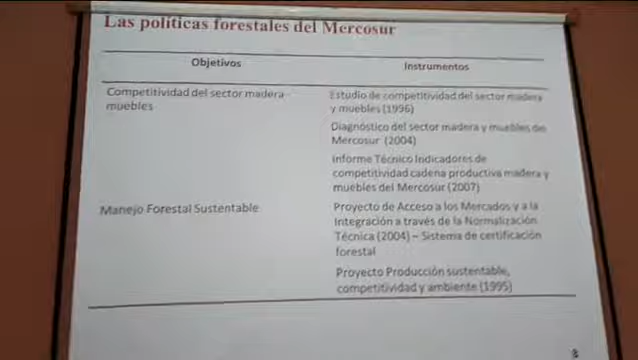 Las políticas forestales del Mercosur
Objetivos
Instrumentos
Competitividad del sector madera
muebles
Estudio de competitividad del sector madera
y muebles (1996)
Diagnóstico del sector madera y muebles del
Mercosur (2004)
Informe Técnico Indicadores de
competitividad cadena productiva madera y
muebles del Mercosur (2007)
Manejo Forestal Sustentable
Proyecto de Acceso a los Mercados y a la
Integración a través de la Normalización
Técnica (2004) – Sistema de certificación
forestal
Proyecto Producción sustentable,
competitividad y ambiente (1995)
8